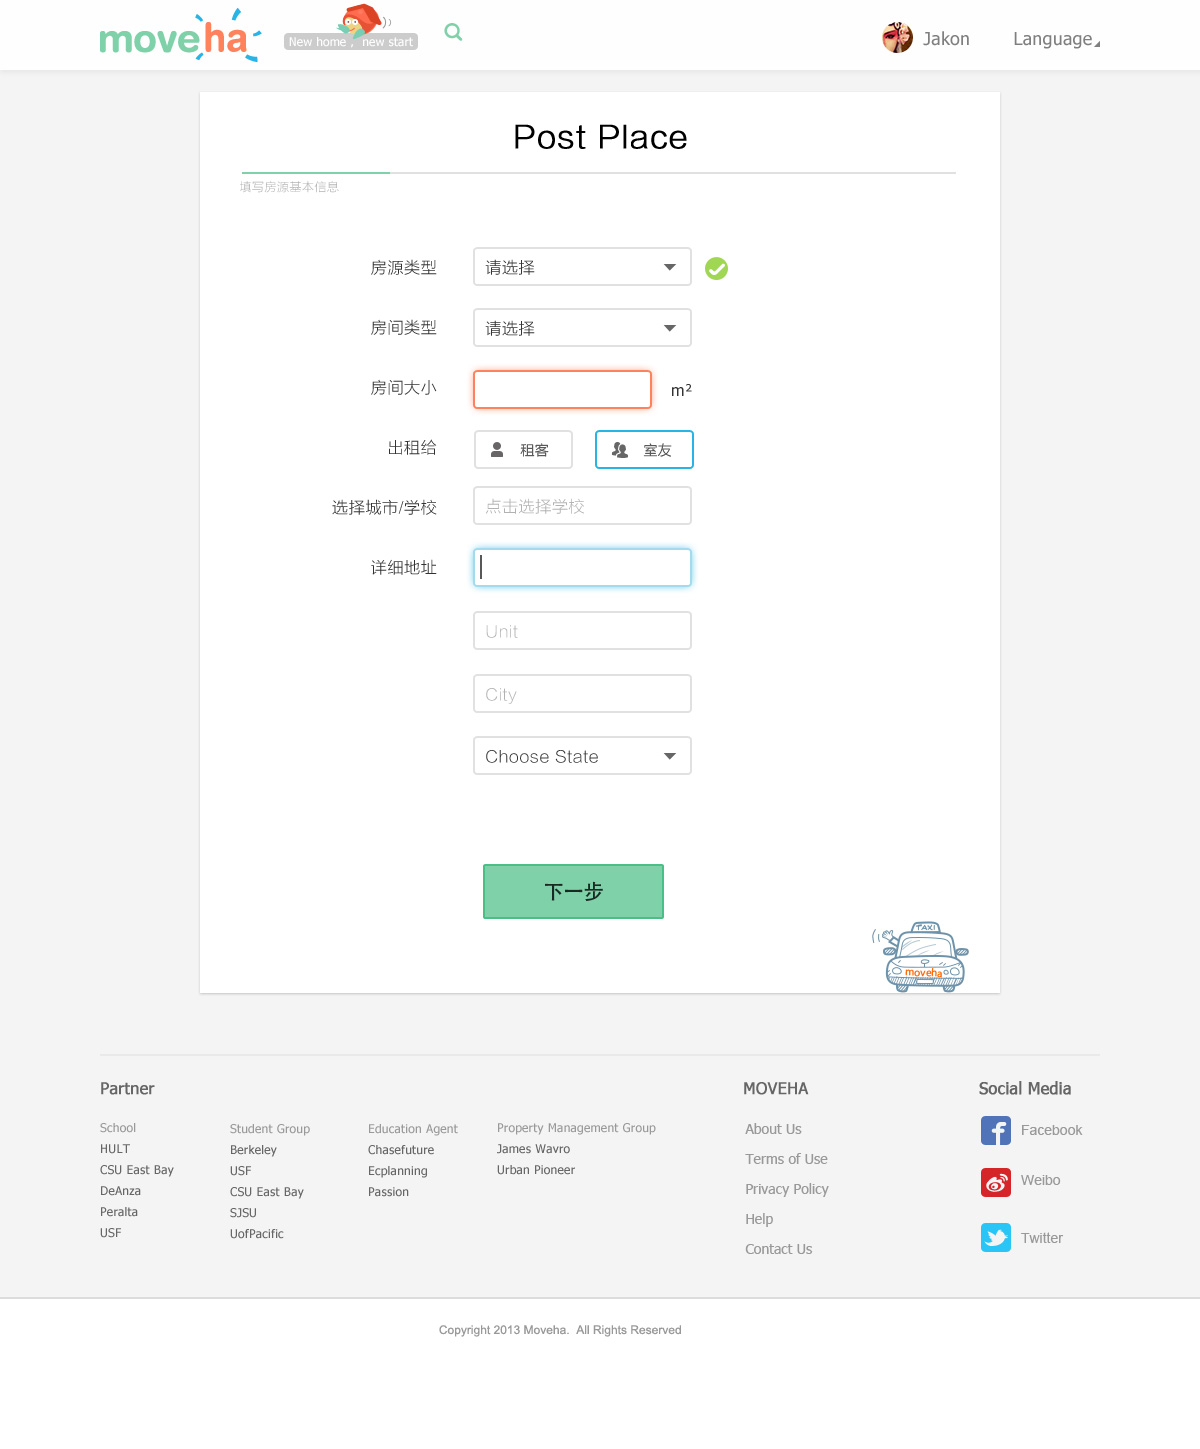 moveha
New home , new start
Jakon
Language
Post Place
填写房源基本信息
房源类型
请选择
房间类型
请选择
房间大小
m²
出租给
租客
室友
选择城市/学校
点击选择学校
详细地址
Unit
City
Choose State
下一步
TAXI
moveha
Partner
School
HULT
CSU East Bay
DeAnza
Peralta
USF
Student Group
Berkeley
USF
CSU East Bay
SJSU
UofPacific
Education Agent
Chasefuture
Ecplanning
Passion
Property Management Group
James Wavro
Urban Pioneer
MOVEHA
About Us
Terms of Use
Privacy Policy
Help
Contact Us
Social Media
Facebook
Weibo
Twitter
Copyright 2013 Moveha. All Rights Reserved